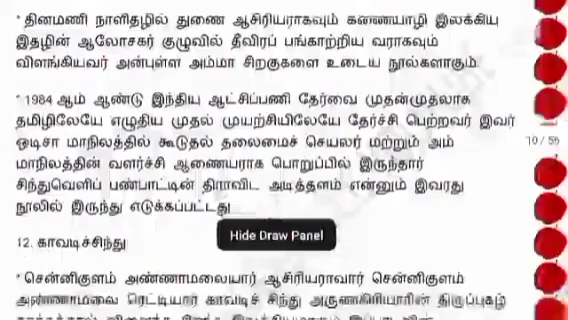 * தினமணி நாளிதழில் துணை ஆசிரியராகவும் கணையாழி இலக்கிய
இதழின் ஆலோசகர் குழுவில் தீவிரப் பங்காற்றிய வராகவும்
விளங்கியவர் அன்புள்ள அம்மா சிறகுகளை உடைய நூல்களாகும்.
* 1984 ஆம் ஆண்டு இந்திய ஆட்சிப்பணி தேர்வை முதன்முதலாக
தமிழிலேயே எழுதிய முதல் முயற்சியிலேயே தேர்ச்சி பெற்றவர் இவர்
ஒடிசா மாநிலத்தில் கூடுதல் தலைமைச் செயலர் மற்றும் அம்
10 / 56
மாநிலத்தின் வளர்ச்சி ஆணையராக பொறுப்பில் இருந்தார்
சிந்துவெளிப் பண்பாட்டின் திராவிட அடித்தளம் என்னும் இவரது
நூலில் இருந்து எடுக்கப்பட்டது
Hide Draw Panel
12. காவடிச்சிந்து
* சென்னிகுளம் அண்ணாமலையார் ஆசிரியராவார் சென்னிகுளம்
அண்ணாமலை ரெட்டியார் காவடிச் சிந்து அருணகிரியாரின் திருப்புகழ்